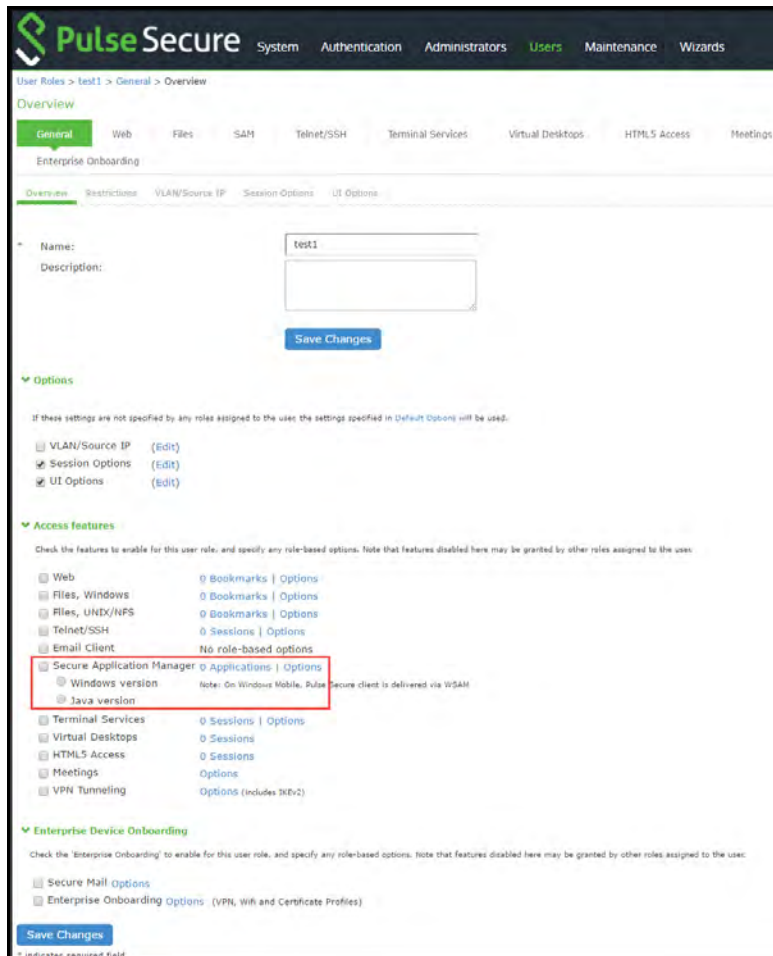 Pulse Secure System Authentication Administrators Users Maintenance Wizards
User Roles > test1 > General > Overview
Overview
General Web Files SAM Telnet/SSH Terminal Services Virtual Desktops HTML5 Access Meetings
Enterprise Onboarding
Overview Restrictions VLAN/Source IP Session Options UI Options
* Name: test1
Description:
Save Changes
Options
If these settings are not specified by any roles assigned to the user, the settings specified in Default Options will be used.
VLAN/Source IP (Edit)
Session Options (Edit)
UI Options (Edit)
Access features
Check the features to enable for this user role, and specify any role-based options. Note that features disabled here may be granted by other roles assigned to the user.
Web 0 Bookmarks | Options
Files, Windows 0 Bookmarks | Options
Files, UNIX/NFS 0 Bookmarks | Options
Telnet/SSH 0 Sessions | Options
Email Client No role-based options
Secure Application Manager 0 Applications | Options
Windows version Note: On Windows Mobile, Pulse Secure client is delivered via WSAM
Java version
Terminal Services 0 Sessions | Options
Virtual Desktops 0 Sessions
HTML5 Access 0 Sessions
Meetings Options
VPN Tunneling Options (includes IKEv2)
Enterprise Device Onboarding
Check the 'Enterprise Onboarding' to enable for this user role, and specify any role-based options. Note that features disabled here may be granted by other roles assigned to the user.
Secure Mail Options
Enterprise Onboarding Options (VPN, Wifi and Certificate Profiles)
Save Changes
* indicates required field